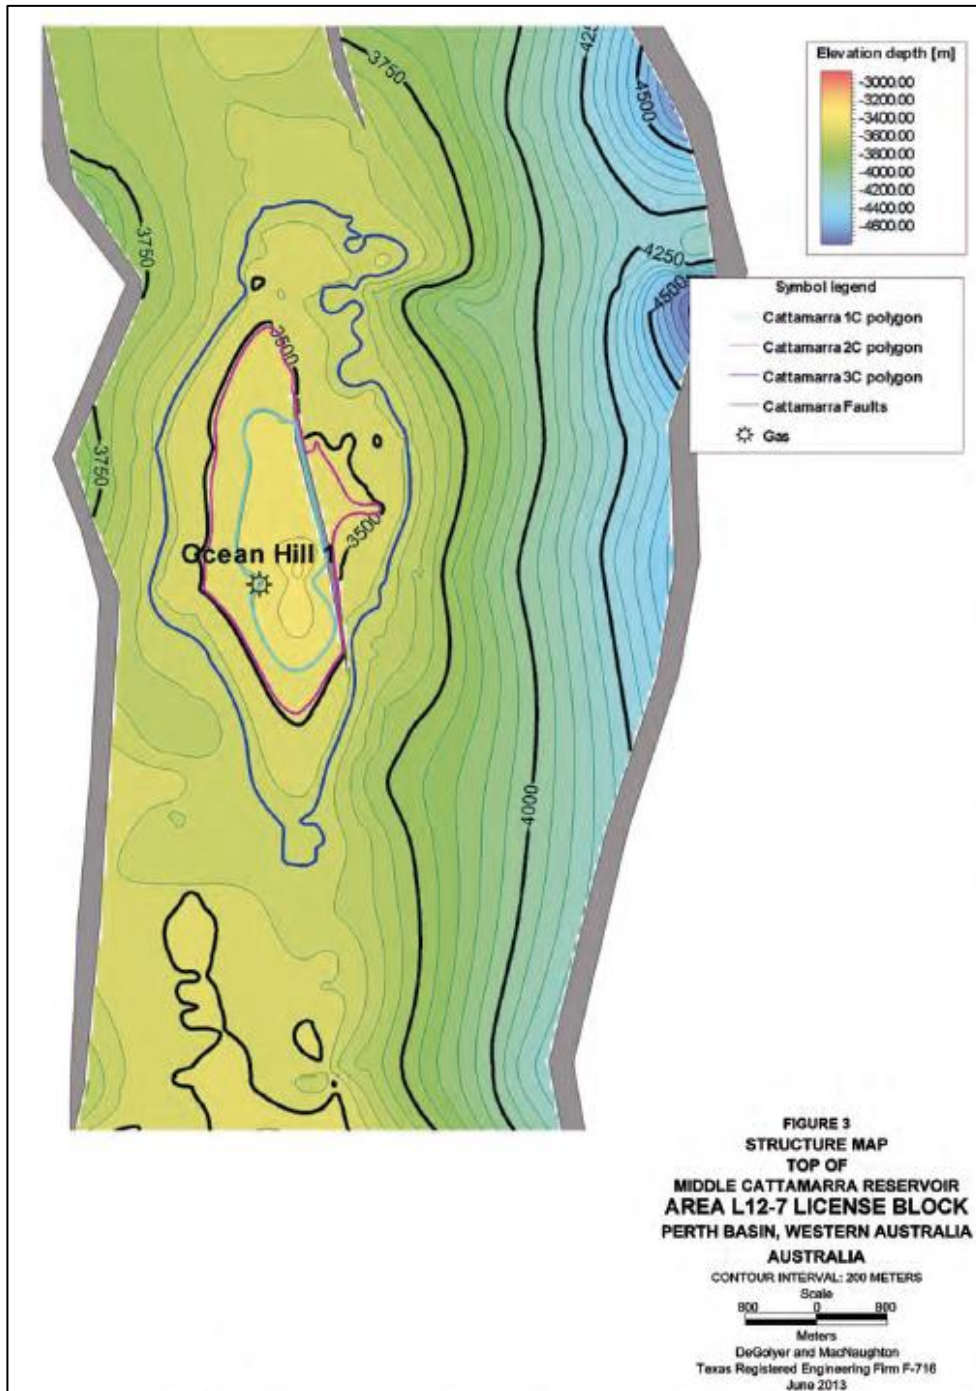 Elevation depth [m]
-3000.00
-3200.00
-3400.00
-3600.00
-3800.00
-4000.00
-4200.00
-4400.00
-4600.00
Symbol legend
Cattamarra 1C polygon
Cattamarra 2C polygon
Cattamarra 3C polygon
Cattamarra Faults
Gas
3750
425
4500
3750
4250
4500
3500
3750
3500
Ocean Hill 1
4000
FIGURE 3
STRUCTURE MAP
TOP OF
MIDDLE CATTAMARRA RESERVOIR
AREA L12-7 LICENSE BLOCK
PERTH BASIN, WESTERN AUSTRALIA
AUSTRALIA
CONTOUR INTERVAL: 200 METERS
Scale
800 0 800
Meters
DeGolyer and MacNaughton
Texas Registered Engineering Firm F-716
June 2013